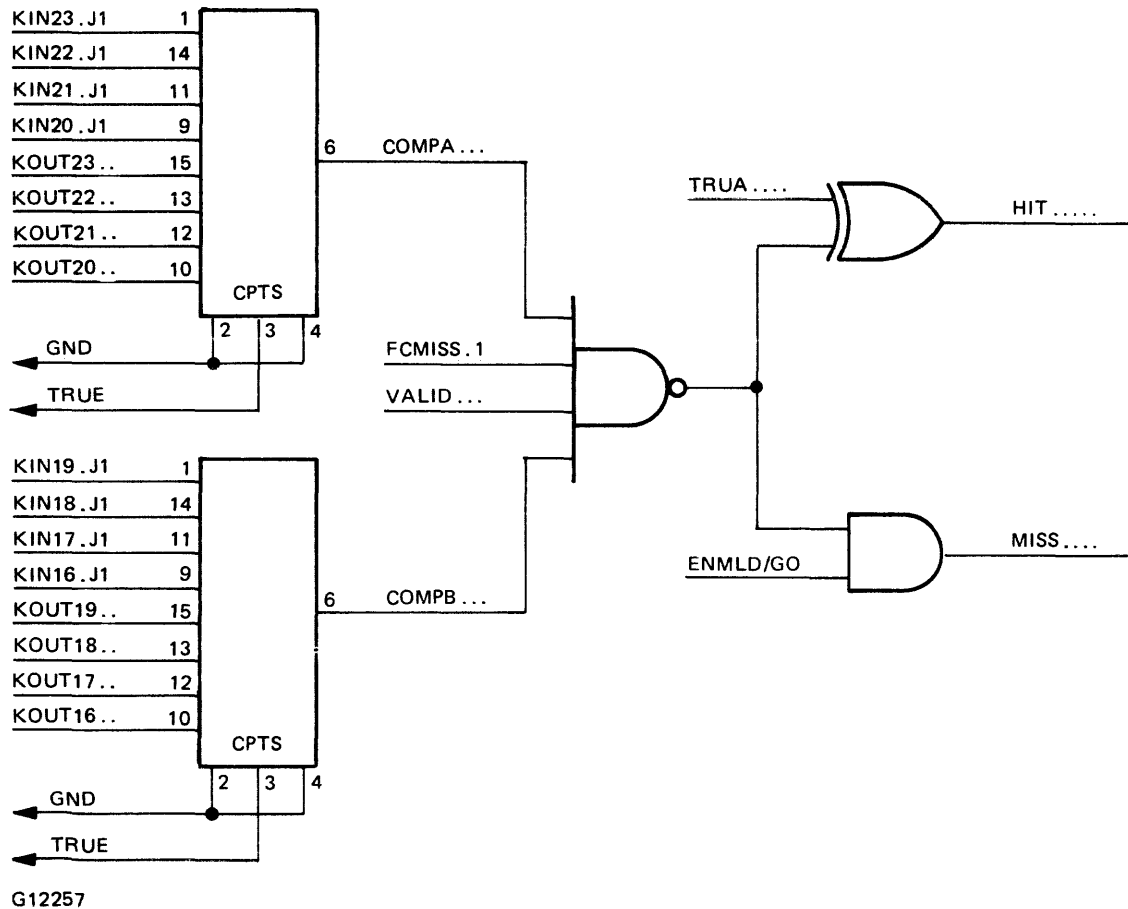 KIN23.J1 1
KIN22.J1 14
KIN21.J1 11
KIN20.J1 9
KOUT23.. 15
KOUT22.. 13
KOUT21.. 12
KOUT20.. 10
CPTS
2 3 4
GND
TRUE
6 COMPA...
KIN19.J1 1
KIN18.J1 14
KIN17.J1 11
KIN16.J1 9
KOUT19.. 15
KOUT18.. 13
KOUT17.. 12
KOUT16.. 10
CPTS
2 3 4
GND
TRUE
6 COMPB...
FCMISS.1
VALID...
TRUA....
HIT.....
ENMLD/GO
MISS....
G12257